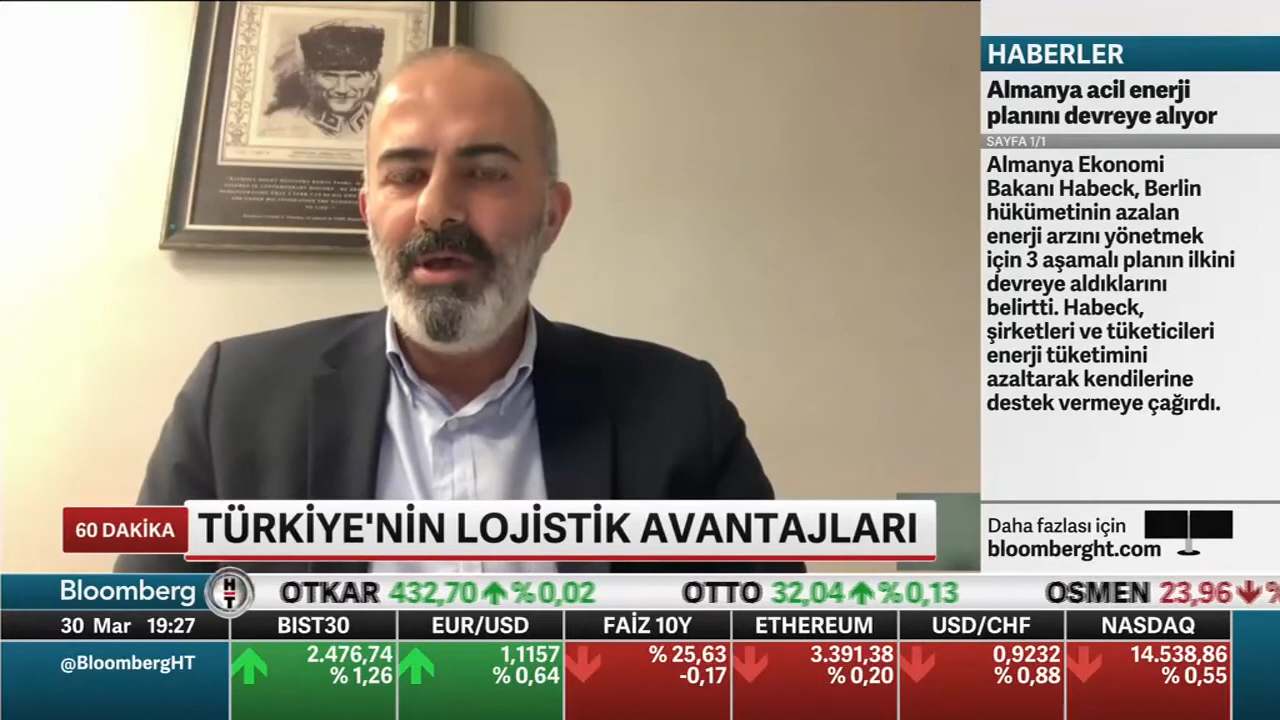 HABERLER
Almanya acil enerji
planını devreye alıyor
SAYFA 1/1
Almanya Ekonomi
Bakanı Habeck, Berlin
hükümetinin azalan
enerji arzını yönetmek
için 3 aşamalı planın ilkini
devreye aldıklarını
belirtti. Habeck,
şirketleri ve tüketicileri
enerji tüketimini
azaltarak kendilerine
destek vermeye çağırdı.
Daha fazlası için
bloomberght.com
60 DAKİKA TÜRKİYE'NİN LOJİSTİK AVANTAJLARI
Bloomberg HT OTKAR 432,70 %0,02 OTTO 32,04 %0,13 OSMEN 23,96 %
30 Mar 19:27 BIST30 EUR/USD FAİZ 10Y ETHEREUM USD/CHF NASDAQ
@BloombergHT 2.476,74 1,1157 % 25,63 3.391,38 0,9232 14.538,86
% 1,26 % 0,64 -0,17 % 0,20 % 0,88 % 0,55